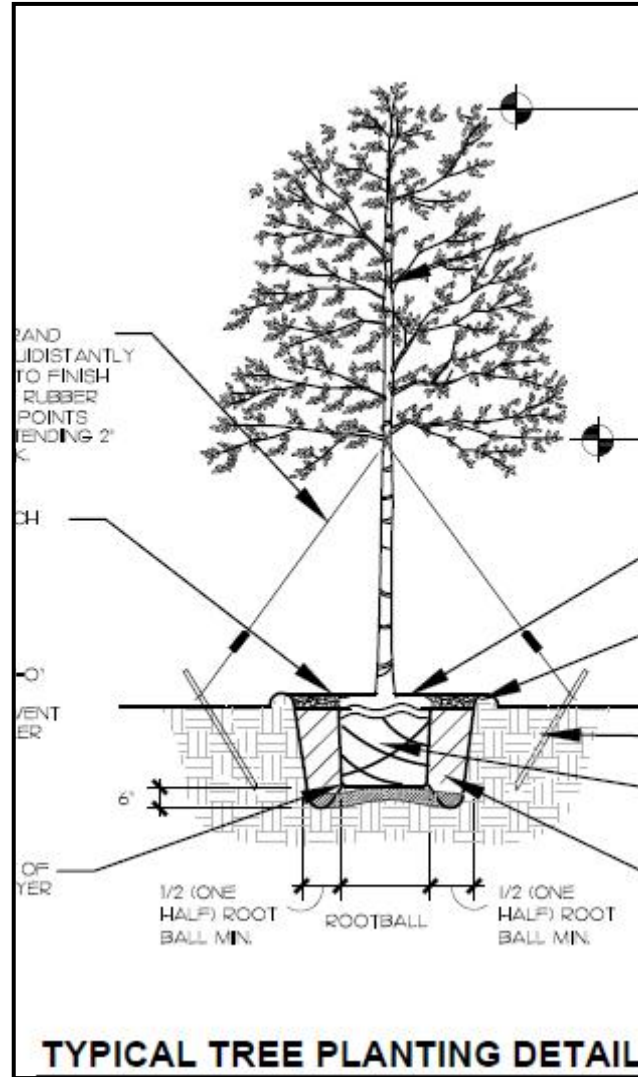 RAND
UIDISTANTLY
TO FINISH
RUBBER
POINTS
TENDING 2"
K.
CH
-0"
VENT
ER
6"
OF
YER
1/2 (ONE
HALF) ROOT
BALL MIN.
ROOTBALL
1/2 (ONE
HALF) ROOT
BALL MIN.
TYPICAL TREE PLANTING DETAIL